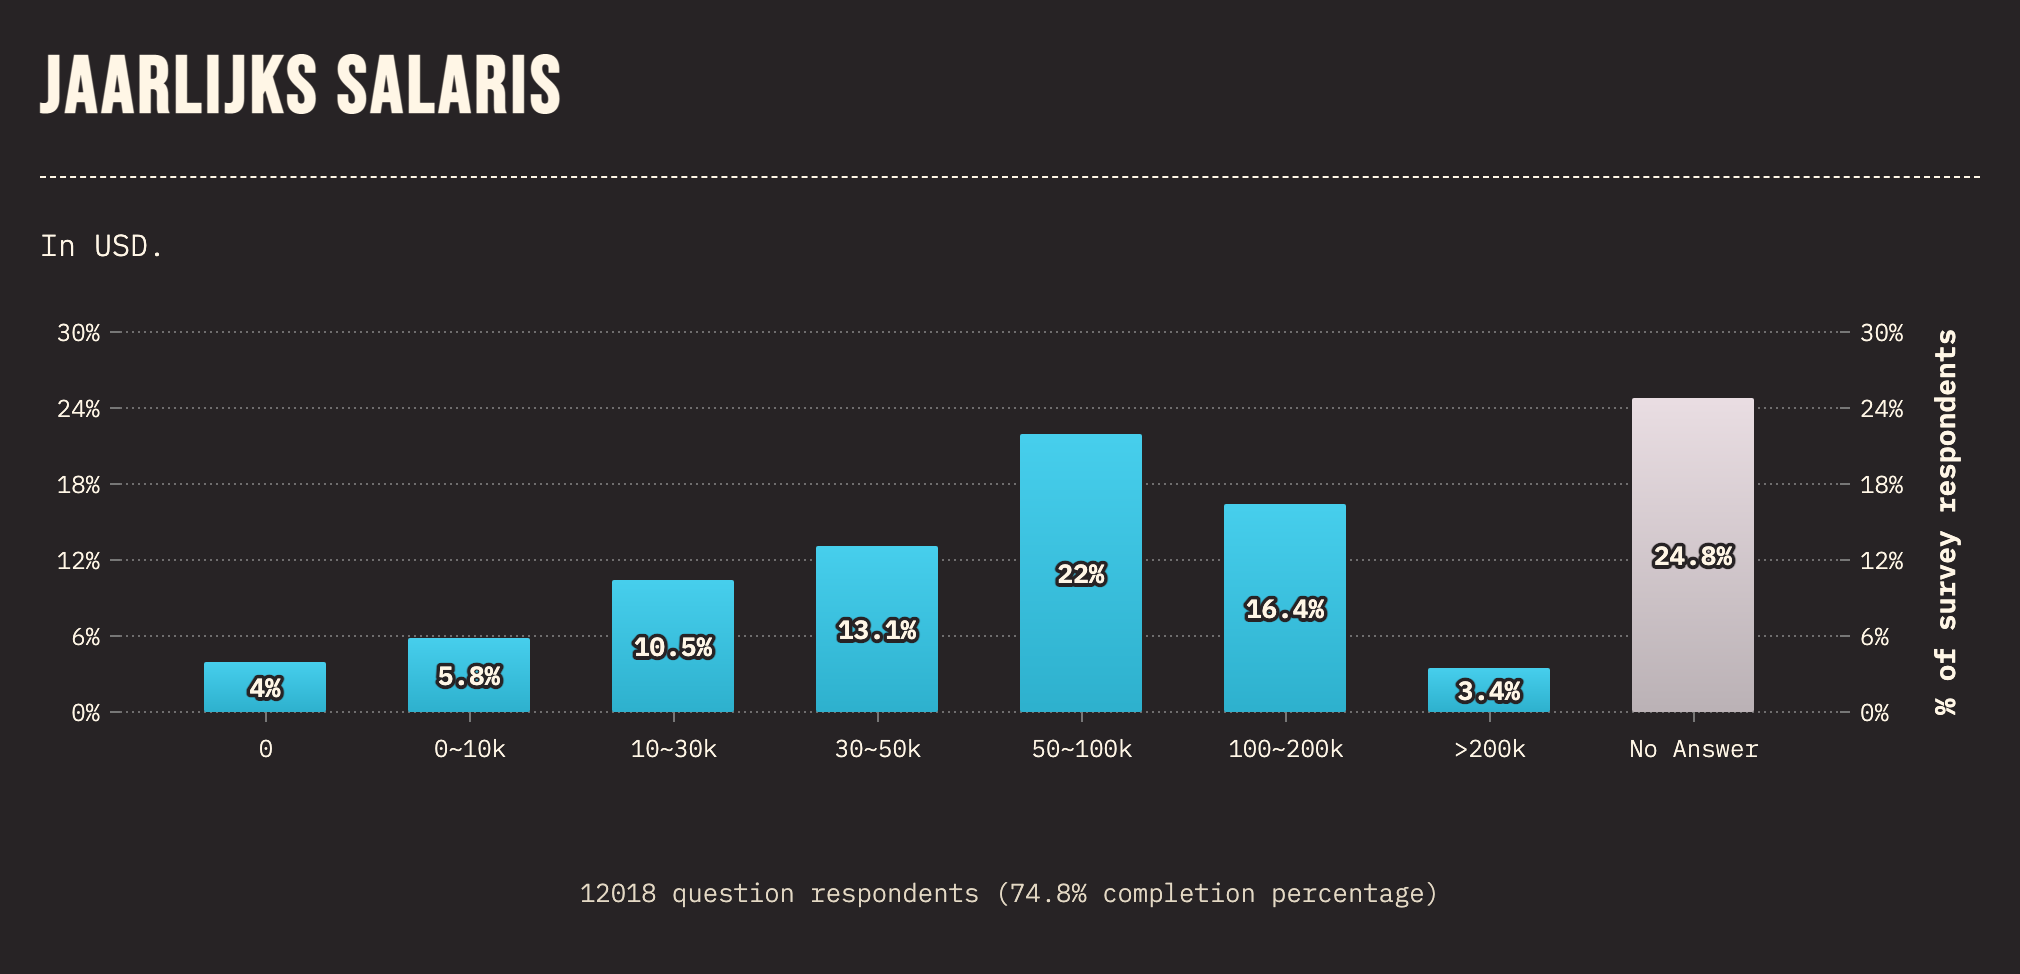 JAARLIJKS SALARIS
In USD.
30% 30%
24% 24%
18% 18%
12% 12%
6% 6%
0% 0%
% of survey respondents
4% 5.8% 10.5% 13.1% 22% 16.4% 3.4% 24.8%
0 0~10k 10~30k 30~50k 50~100k 100~200k >200k No Answer
12018 question respondents (74.8% completion percentage)